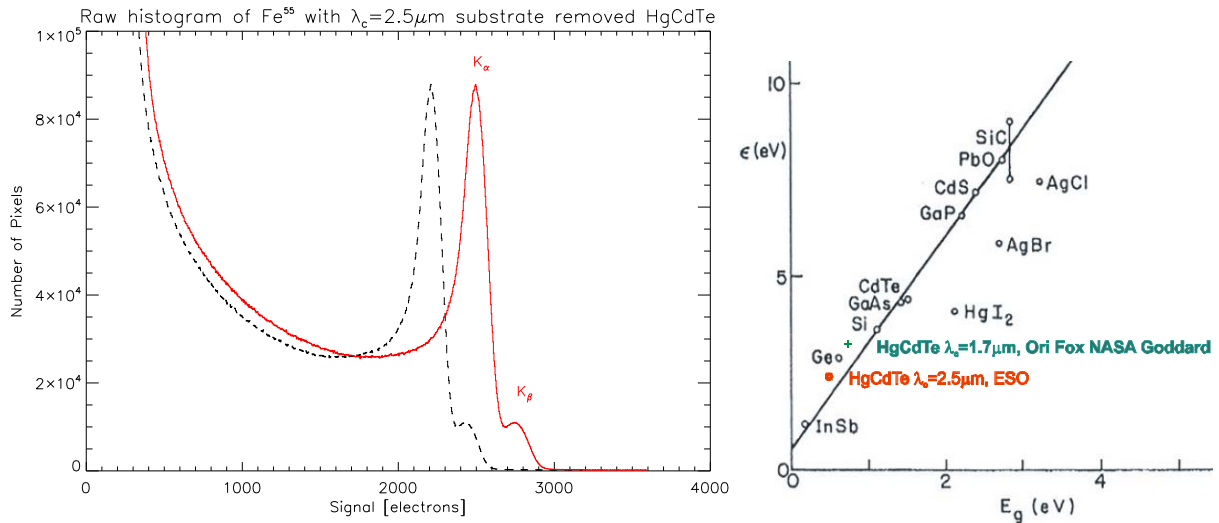 Raw histogram of Fe⁵⁵ with λc=2.5μm substrate removed HgCdTe
1×10⁵
8×10⁴
6×10⁴
4×10⁴
2×10⁴
0
Number of Pixels
Kα
Kβ
0 1000 2000 3000 4000
Signal [electrons]
10
ϵ(eV)
5
0
SiC
PbO
AgCl
CdS
GaP
AgBr
CdTe
GaAs
HgI₂
Si
HgCdTe λc=1.7μm, Ori Fox NASA Goddard
Ge
HgCdTe λc=2.5μm, ESO
InSb
0 2 4
Eg(eV)